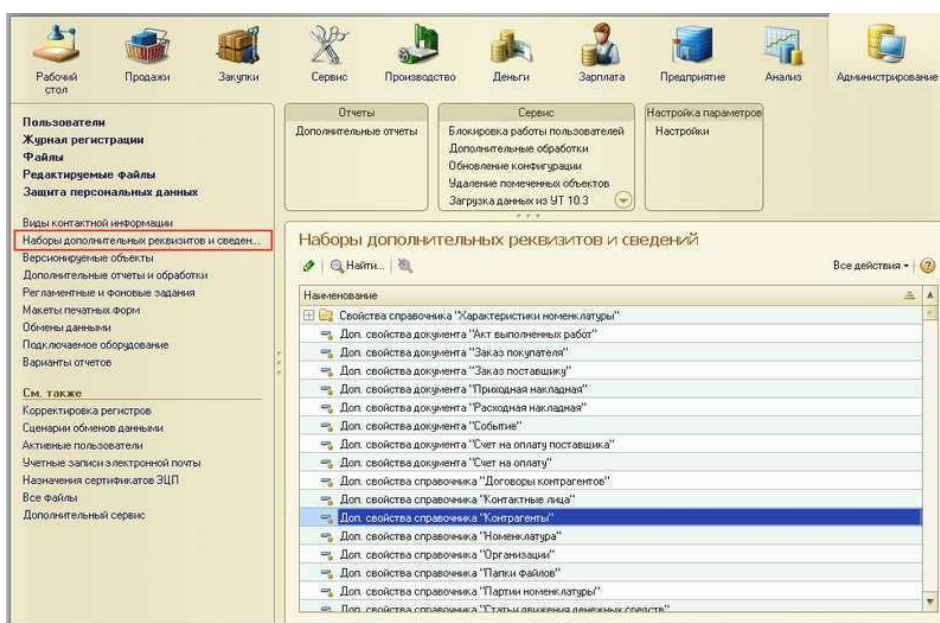 Рабочий стол
Продажи
Закупки
Сервис
Производство
Деньги
Зарплата
Предприятие
Анализ
Администрирование
Пользователи
Журнал регистрации
Файлы
Редактируемые файлы
Защита персональных данных
Виды контактной информации
Наборы дополнительных реквизитов и сведен...
Версионируемые объекты
Дополнительные отчеты и обработки
Регламентные и фоновые задания
Макеты печатных форм
Обмены данными
Подключаемое оборудование
Варианты отчетов
См. также
Корректировка регистров
Сценарии обменов данными
Активные пользователи
Учетные записи электронной почты
Назначения сертификатов ЭЦП
Все файлы
Дополнительный сервис
Отчеты
Дополнительные отчеты
Сервис
Блокировка работы пользователей
Дополнительные обработки
Обновление конфигурации
Удаление помеченных объектов
Загрузка данных из УТ 10.3
Настройка параметров
Настройки
Наборы дополнительных реквизитов и сведений
Найти...
Все действия
Наименование
Свойства справочника "Характеристики номенклатуры"
Доп. свойства документа "Акт выполненных работ"
Доп. свойства документа "Заказ покупателя"
Доп. свойства документа "Заказ поставщику"
Доп. свойства документа "Приходная накладная"
Доп. свойства документа "Расходная накладная"
Доп. свойства документа "Событие"
Доп. свойства документа "Счет на оплату поставщика"
Доп. свойства документа "Счет на оплату"
Доп. свойства справочника "Договоры контрагентов"
Доп. свойства справочника "Контактные лица"
Доп. свойства справочника "Контрагенты"
Доп. свойства справочника "Номенклатура"
Доп. свойства справочника "Организации"
Доп. свойства справочника "Папки файлов"
Доп. свойства справочника "Партии номенклатуры"
Доп. свойства справочника "Статьи движения денежных средств"